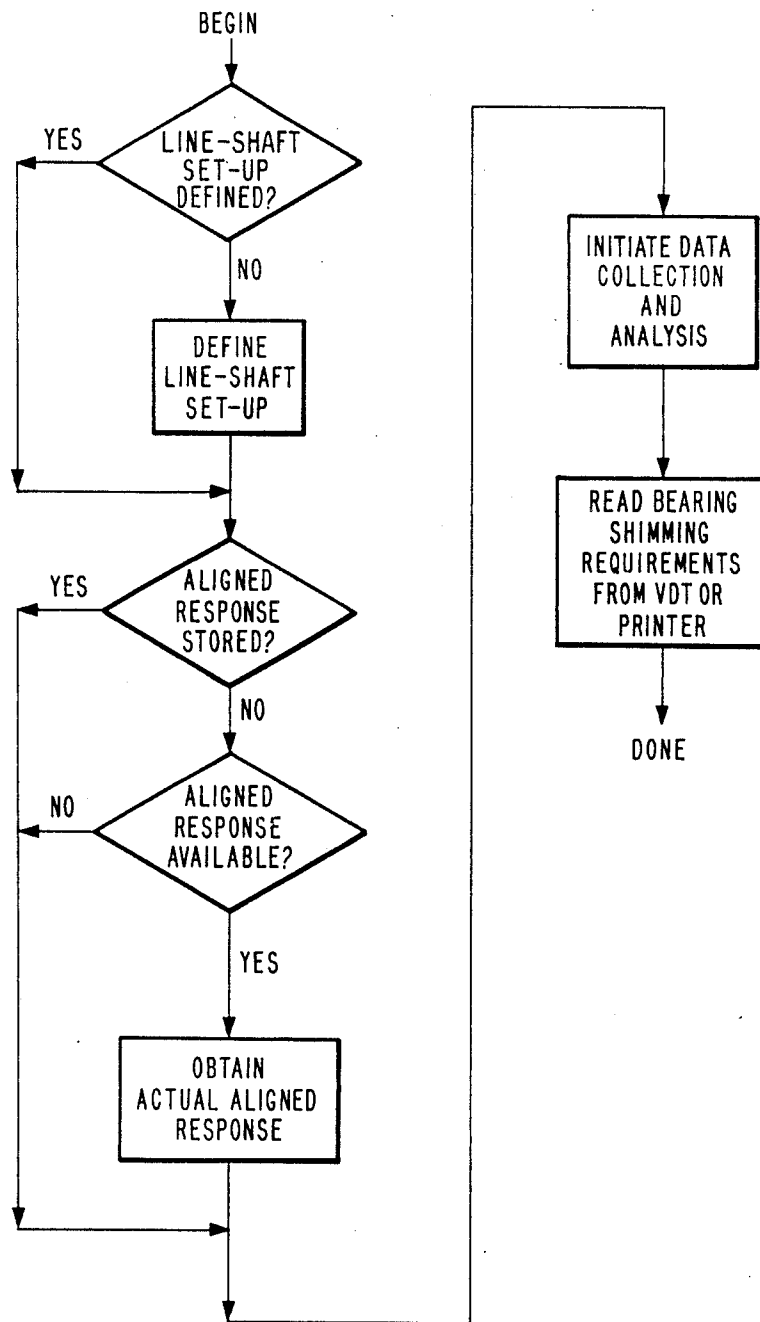 BEGIN
YES
LINE-SHAFT
SET-UP
DEFINED?
NO
DEFINE
LINE-SHAFT
SET-UP
YES
ALIGNED
RESPONSE
STORED?
NO
NO
ALIGNED
RESPONSE
AVAILABLE?
YES
OBTAIN
ACTUAL ALIGNED
RESPONSE
INITIATE DATA
COLLECTION
AND
ANALYSIS
READ BEARING
SHIMMING
REQUIREMENTS
FROM VDT OR
PRINTER
DONE